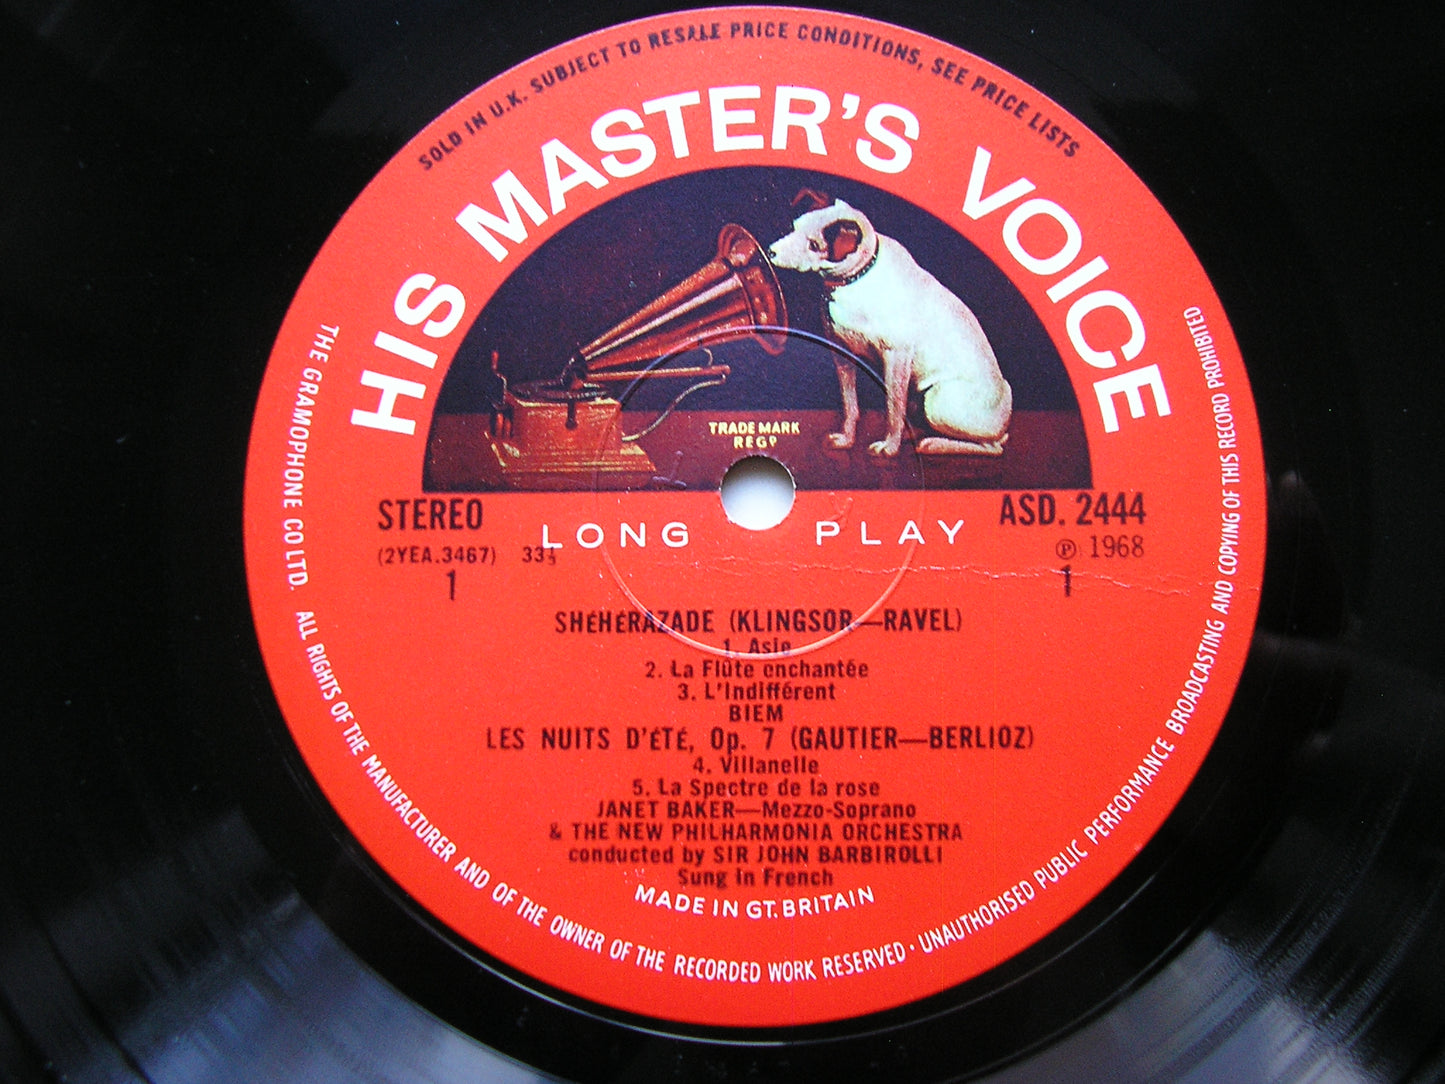 SOLD IN U.K. SUBJECT TO RESALE PRICE CONDITIONS, SEE PRICE LISTS
HIS MASTER'S VOICE
TRADE MARK
REGD
STEREO
ASD. 2444
LONG PLAY
(2YEA.3467) 33⅓
℗ 1968
1
1
SHéHéRAZADE (KLINGSOR—RAVEL)
1. Asie
2. La Flûte enchantée
3. L'Indifférent
BIEM
LES NUITS D'éTé, Op. 7 (GAUTIER—BERLIOZ)
4. Villanelle
5. La Spectre de la rose
JANET BAKER—Mezzo-Soprano
& THE NEW PHILHARMONIA ORCHESTRA
conducted by SIR JOHN BARBIROLLI
Sung in French
MADE IN GT. BRITAIN
THE GRAMOPHONE CO LTD. ALL RIGHTS OF THE MANUFACTURER AND OF THE OWNER OF THE RECORDED WORK RESERVED · UNAUTHORISED PUBLIC PERFORMANCE BROADCASTING AND COPYING OF THIS RECORD PROHIBITED